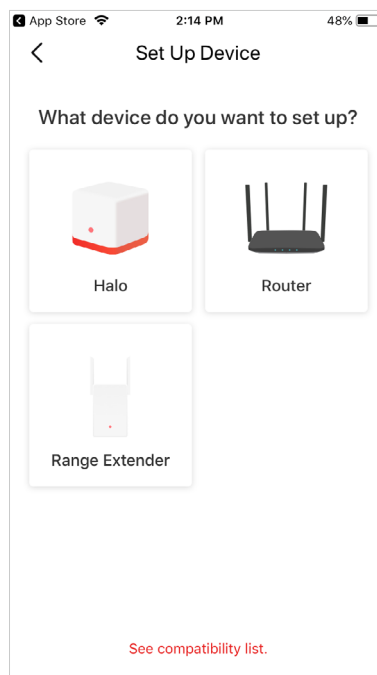 App Store 2:14 PM 48%
Set Up Device
What device do you want to set up?
Halo Router
Range Extender
See compatibility list.